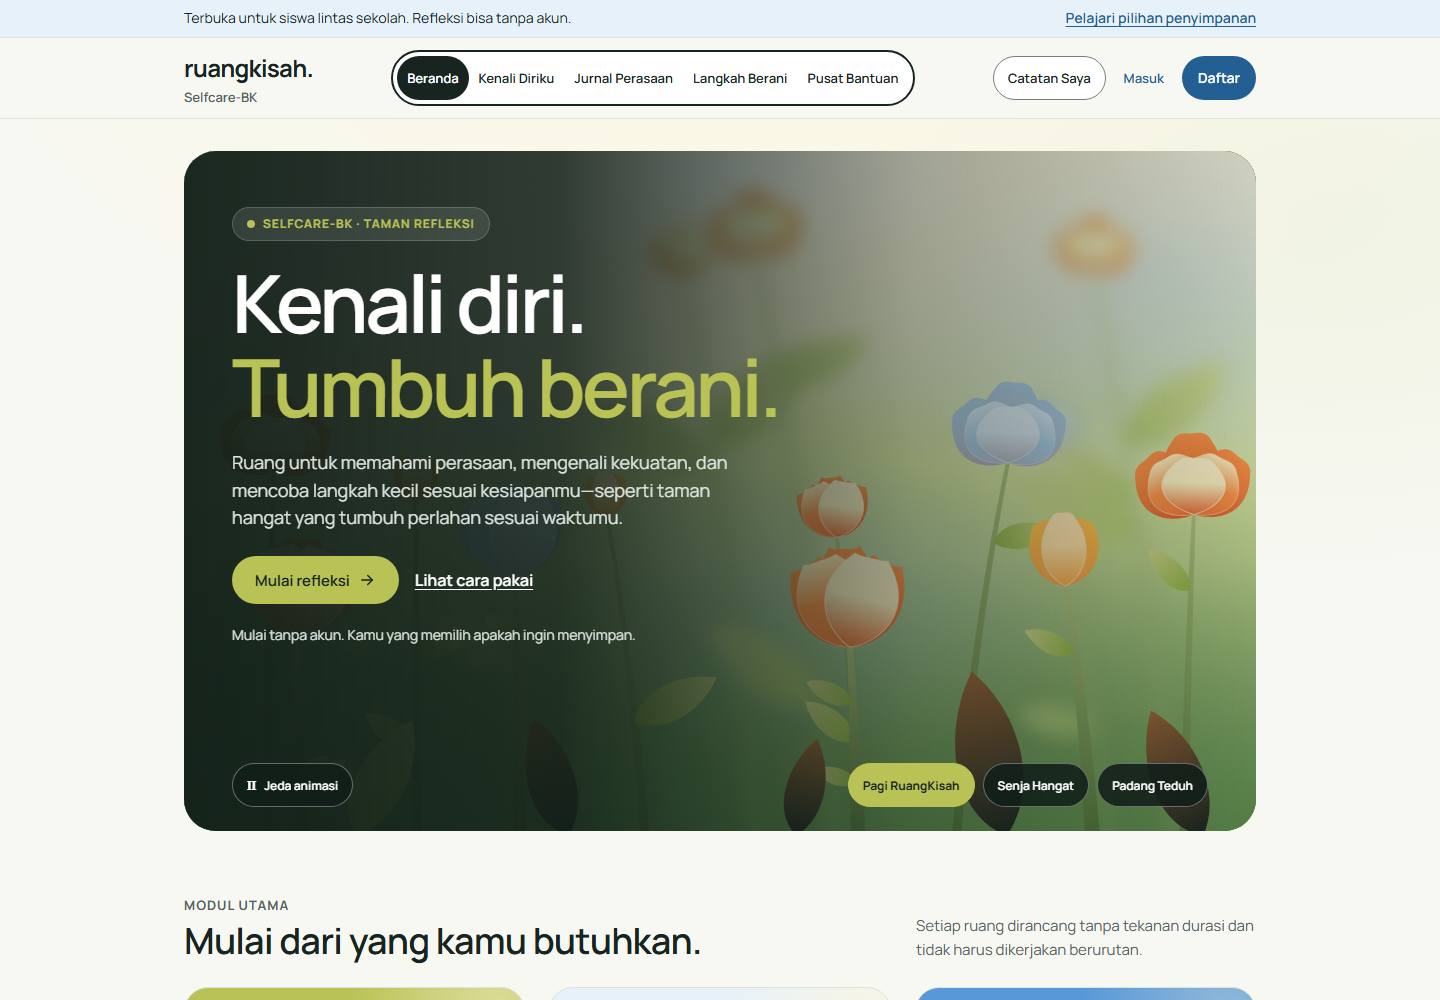 Terbuka untuk siswa lintas sekolah. Refleksi bisa tanpa akun.
Pelajari pilihan penyimpanan
ruangkisah.
Selfcare-BK
Beranda
Kenali Diriku
Jurnal Perasaan
Langkah Berani
Pusat Bantuan
Catatan Saya
Masuk
Daftar
SELFCARE-BK · TAMAN REFLEKSI
Kenali diri.
Tumbuh berani.
Ruang untuk memahami perasaan, mengenali kekuatan, dan
mencoba langkah kecil sesuai kesiapanmu—seperti taman
hangat yang tumbuh perlahan sesuai waktumu.
Mulai refleksi →
Lihat cara pakai
Mulai tanpa akun. Kamu yang memilih apakah ingin menyimpan.
Jeda animasi
Pagi RuangKisah
Senja Hangat
Padang Teduh
MODUL UTAMA
Mulai dari yang kamu butuhkan.
Setiap ruang dirancang tanpa tekanan durasi dan
tidak harus dikerjakan berurutan.